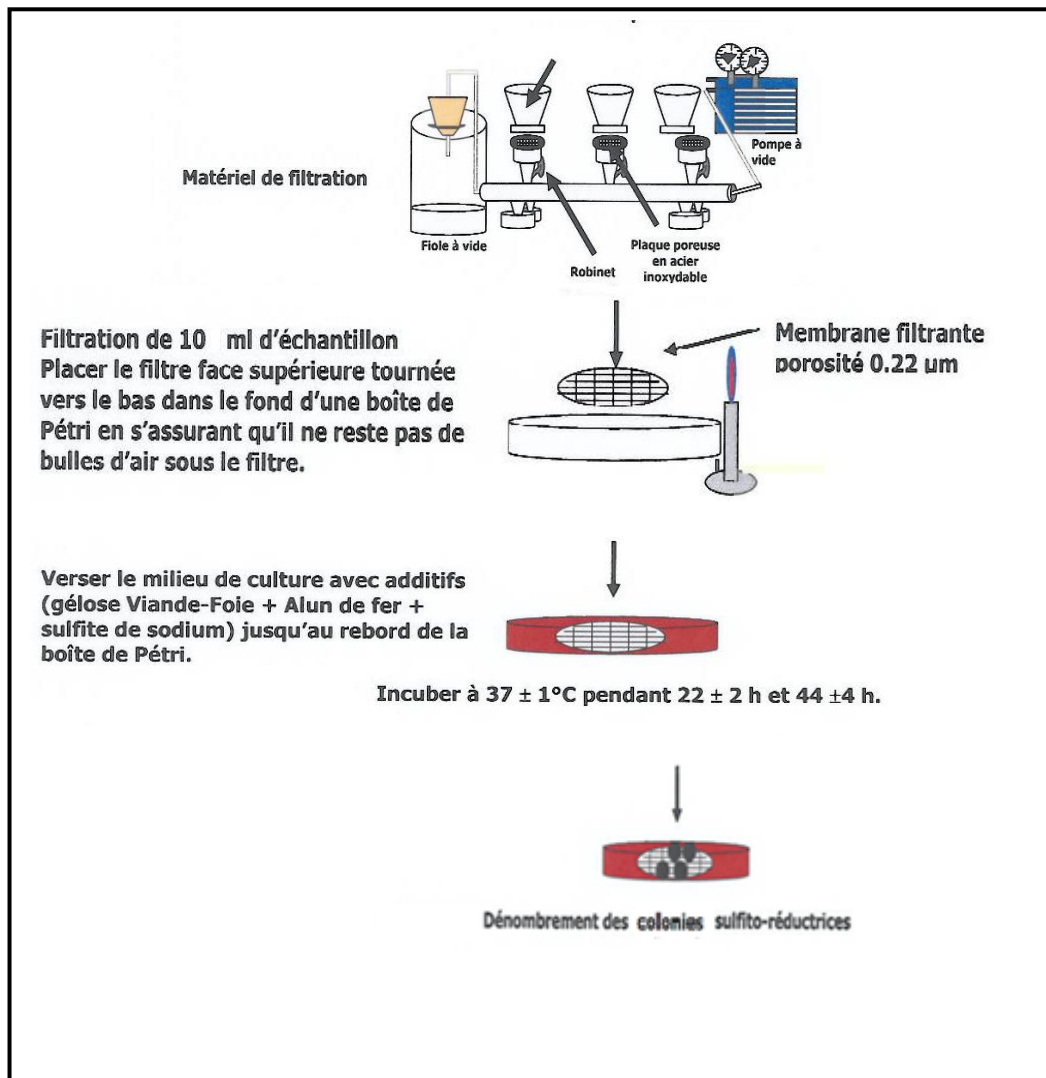 Pompe à
vide
Matériel de filtration
Fiole à vide
Robinet
Plaque poreuse
en acier
inoxydable
Filtration de 10 ml d'échantillon
Placer le filtre face supérieure tournée
vers le bas dans le fond d'une boîte de
Pétri en s'assurant qu'il ne reste pas de
bulles d'air sous le filtre.
Membrane filtrante
porosité 0.22 um
Verser le milieu de culture avec additifs
(gélose Viande-Foie + Alun de fer +
sulfite de sodium) jusqu'au rebord de la
boîte de Pétri.
Incuber à 37 ± 1°C pendant 22 ± 2 h et 44 ±4 h.
Dénombrement des colonies sulfito-réductrices